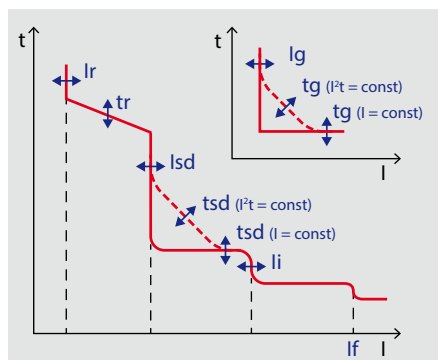 t
Ir
tr
Isd
tsd (I²t = const)
tsd (I = const)
Ii
If
I
t
Ig
tg (I²t = const)
tg (I = const)
I